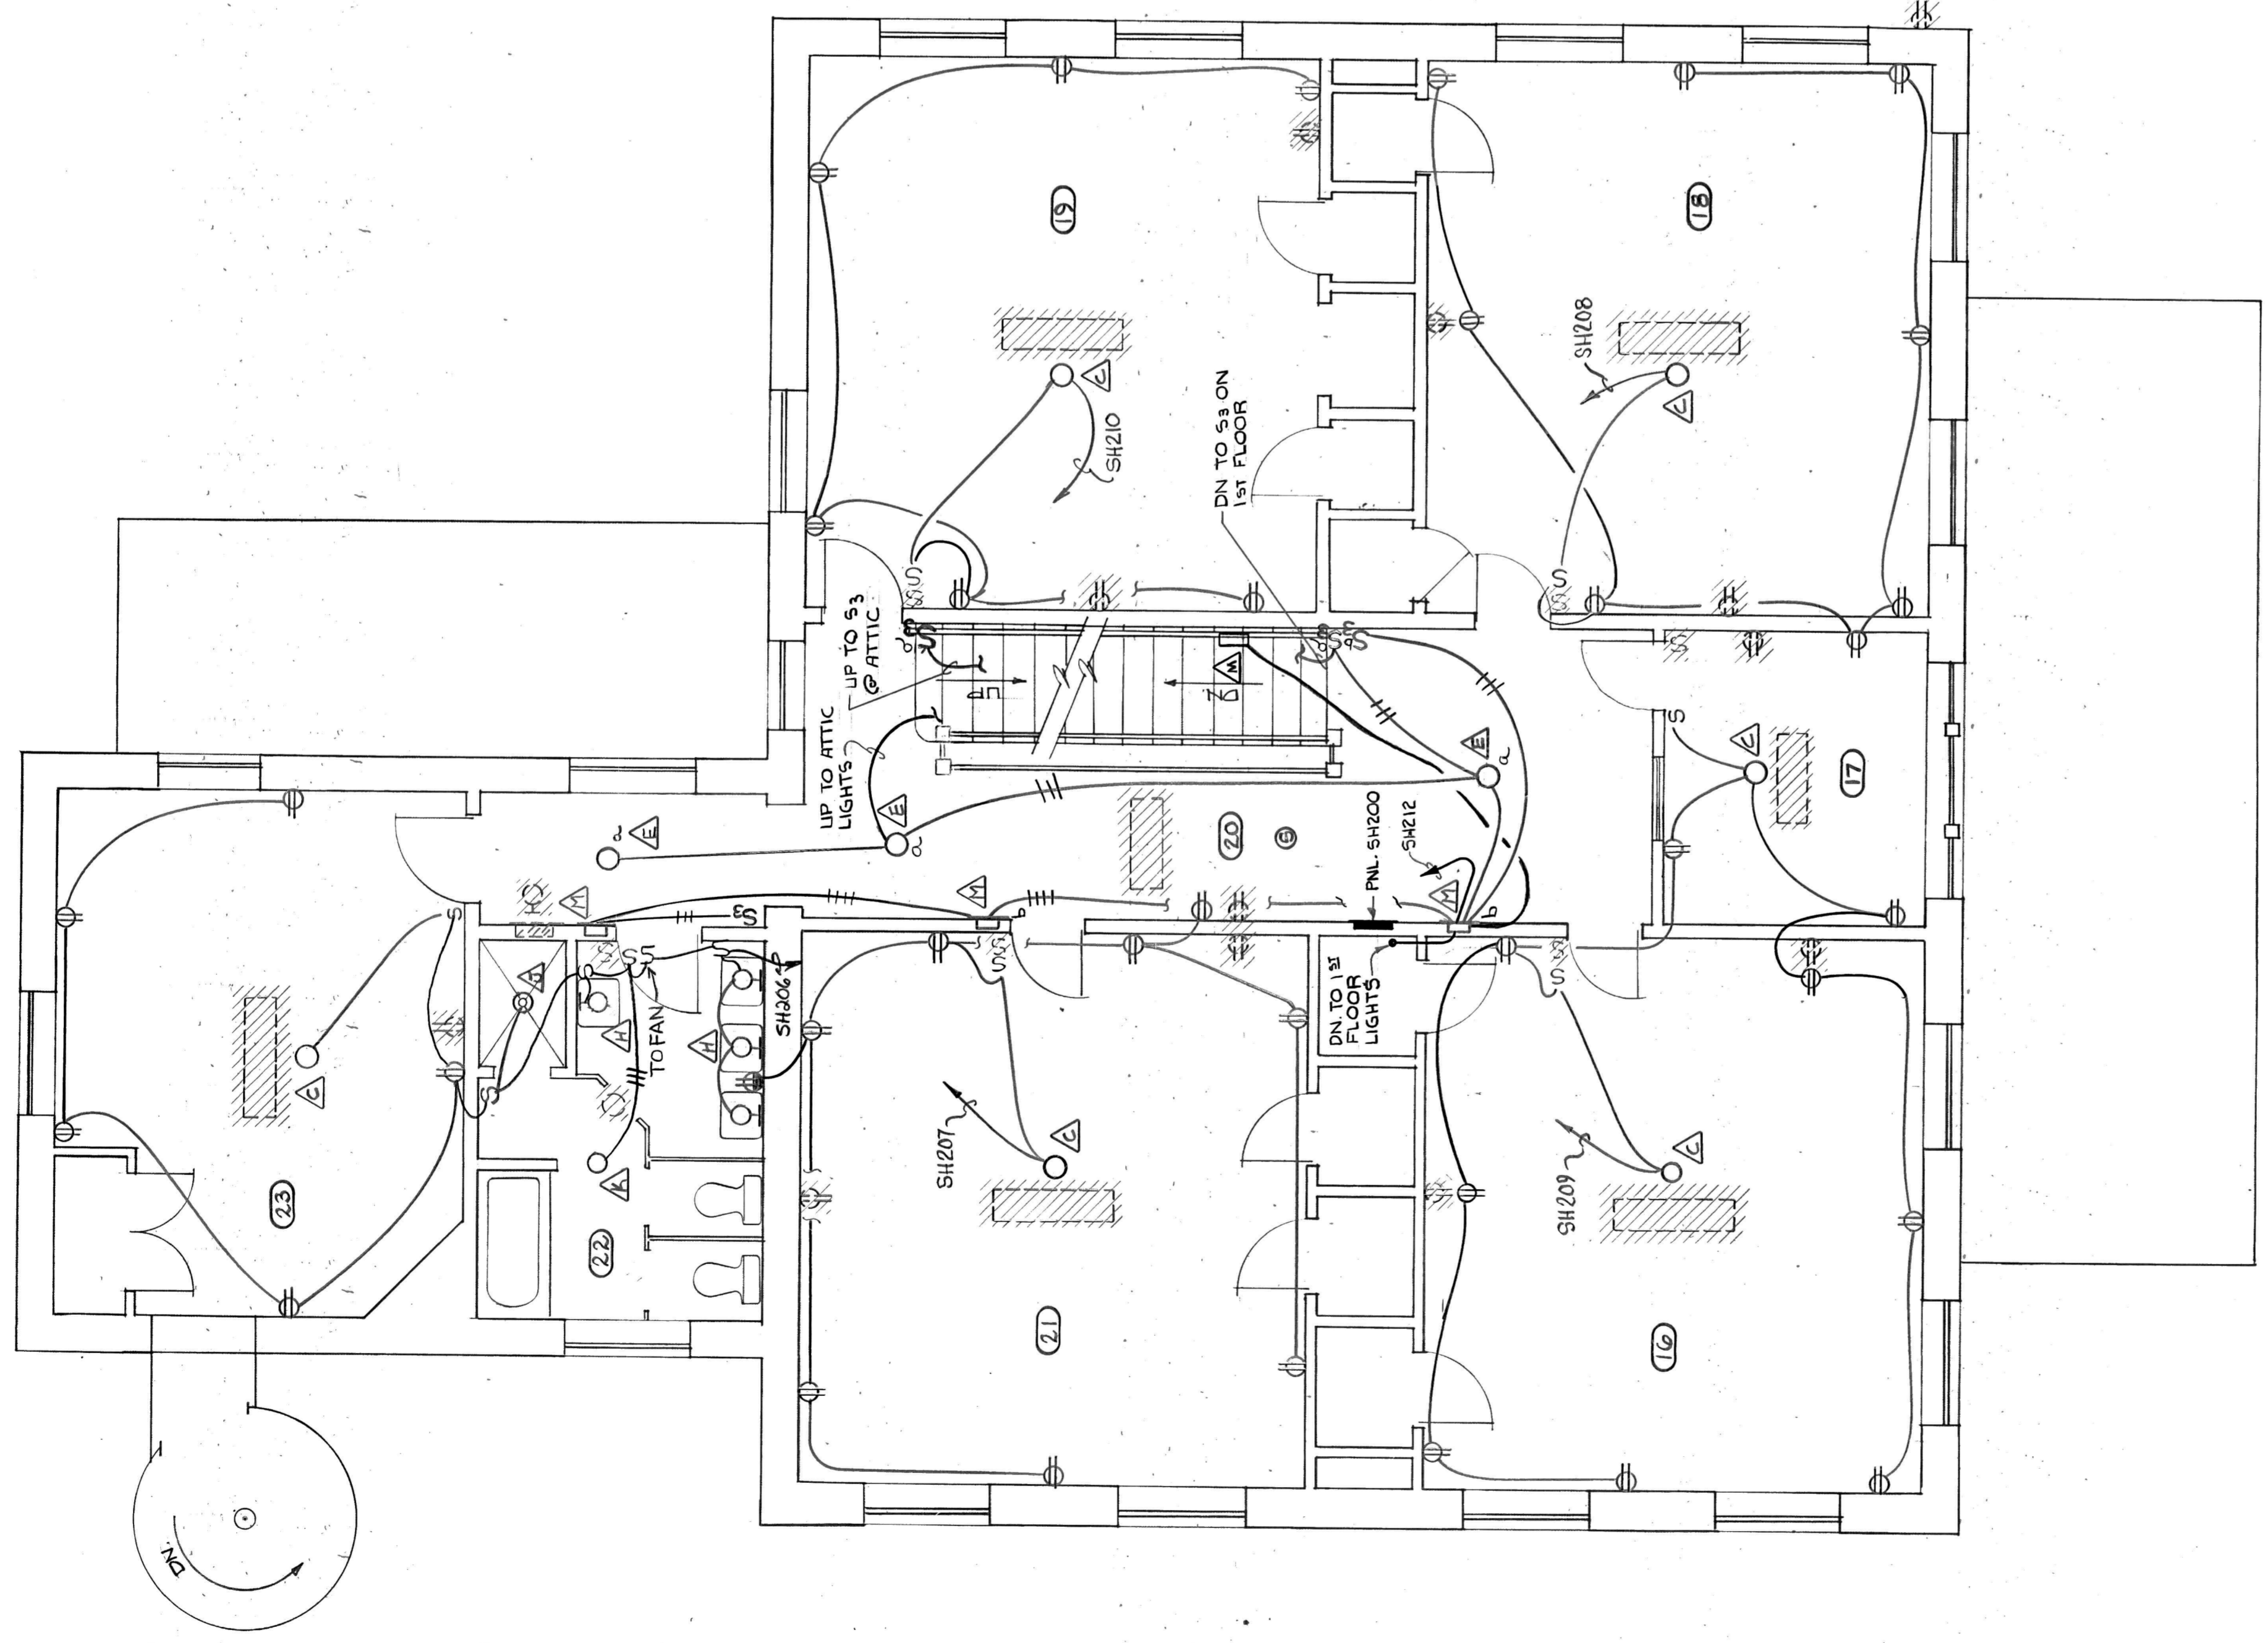 19
18
SH208
C
C
SH210
DN TO S3 ON
1ST FLOOR
S
S
UP TO S3
@ ATTIC
UP
DN
M
UP TO ATTIC
LIGHTS
E
a
E
a
E
a
S
C
17
20
S
PNL. SH200
SH212
M
M
M
b
b
S3
S
S
S
S
S
J
H
H
TO FAN
SH206
DN. TO 1ST
FLOOR
LIGHTS
S
S
C
23
K
22
SH207
C
SH209
C
21
16
DN.